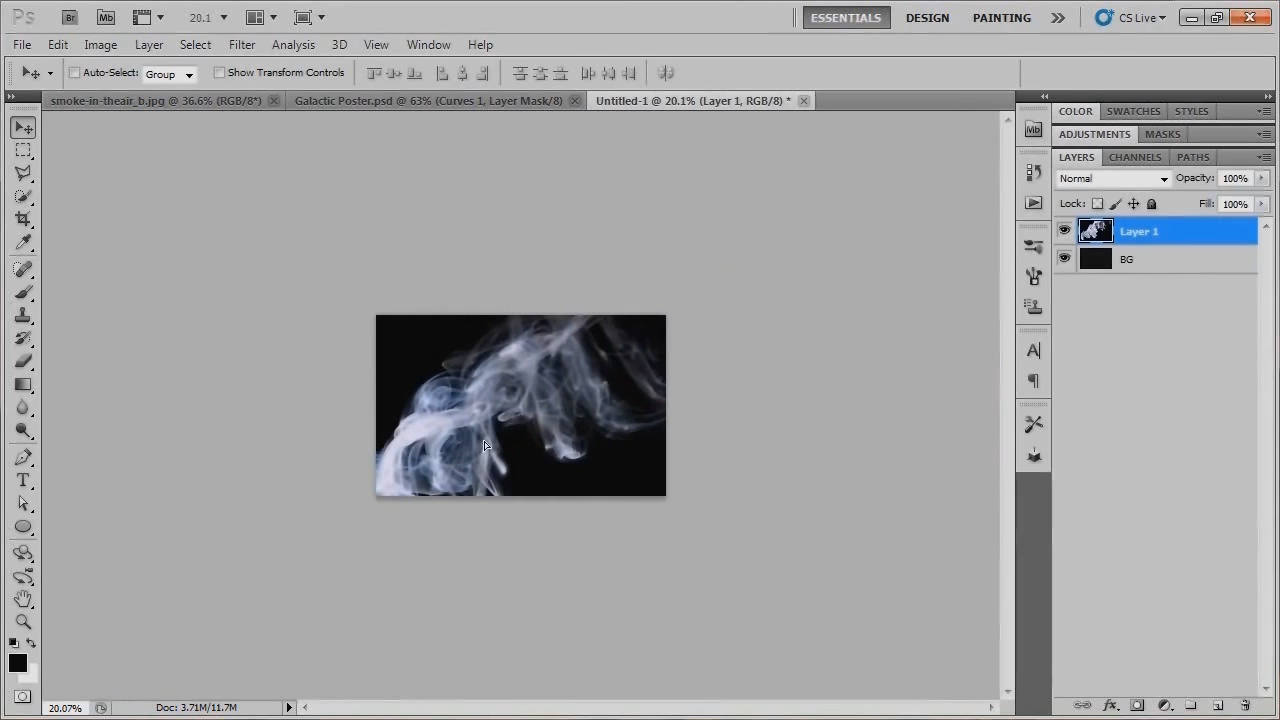 Ps Br Mb 20.1 ESSENTIALS DESIGN PAINTING CS Live
File Edit Image Layer Select Filter Analysis 3D View Window Help
Auto-Select: Group Show Transform Controls
smoke-in-theair_b.jpg @ 36.6% (RGB/8*) Galactic Poster.psd @ 63% (Curves 1, Layer Mask/8) Untitled-1 @ 20.1% (Layer 1, RGB/8) *
COLOR SWATCHES STYLES
Mb
ADJUSTMENTS MASKS
LAYERS CHANNELS PATHS
Normal Opacity: 100%
Lock: Fill: 100%
Layer 1
BG
A
T
20.07% Doc: 3.71M/11.7M
fx